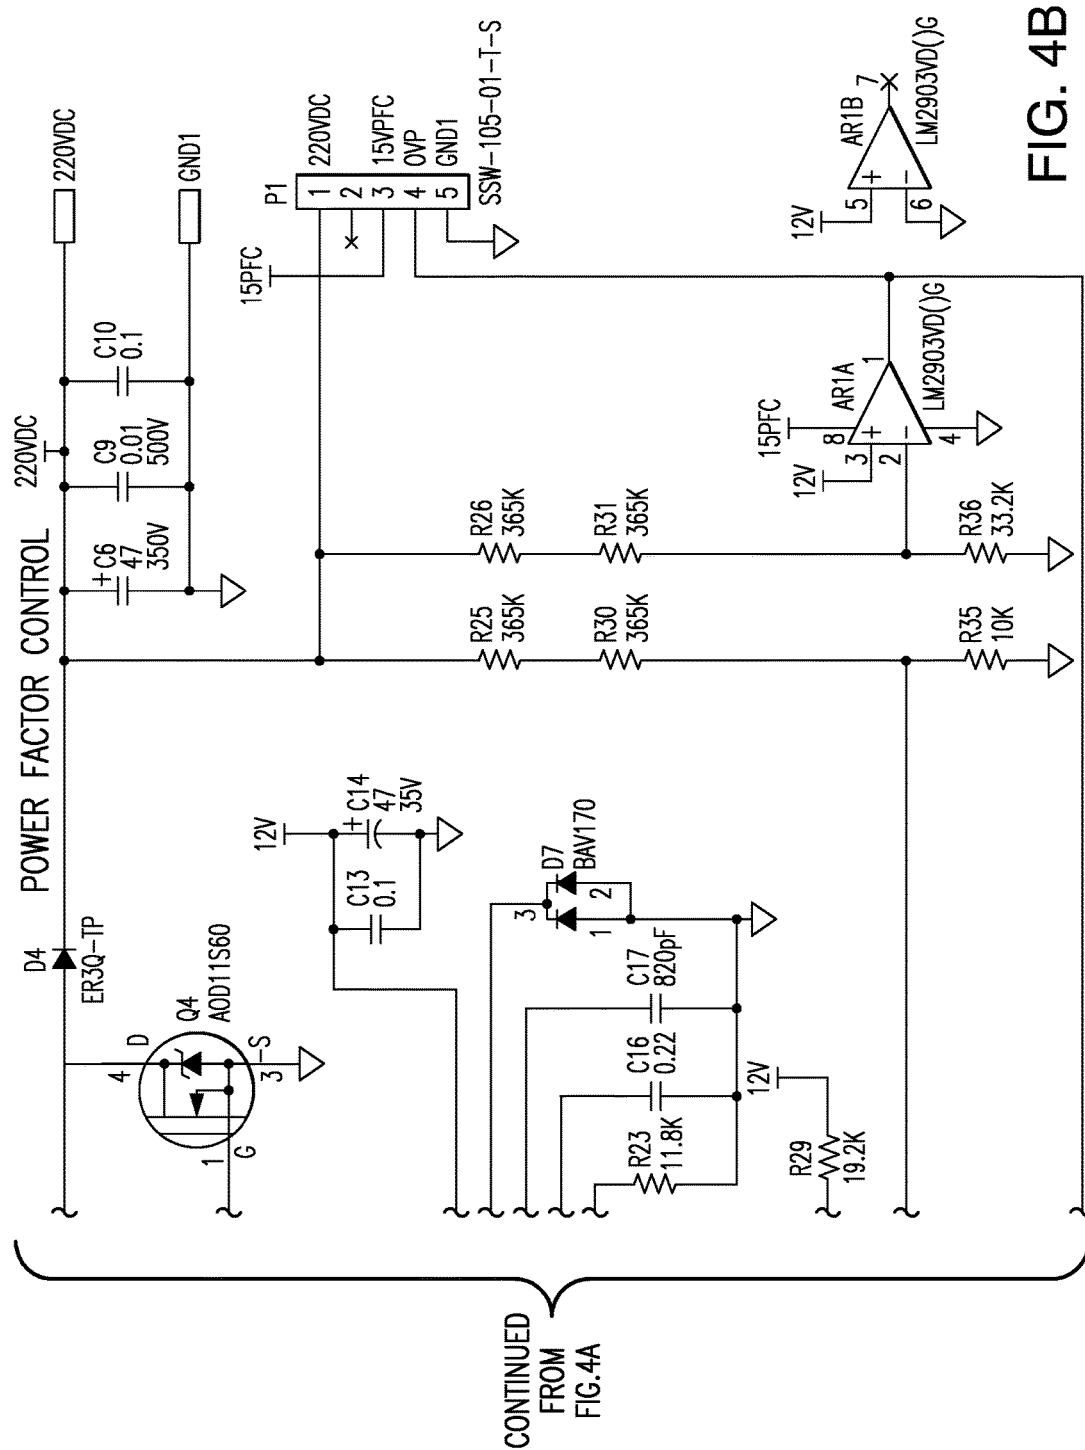 POWER FACTOR CONTROL
220VDC
220VDC
GND1
C6
+
47
350V
C9
0.01
500V
C10
0.1
D4
ER3Q-TP
Q4
AOD11S60
D
4
G
1
S
3
12V
C13
0.1
+
C14
47
35V
15PFC
P1
1
2
3
4
5
220VDC
15VPFC
OVP
GND1
SSW-105-01-T-S
D7
BAV170
3
1
2
C17
820pF
C16
0.22
R23
11.8K
12V
R29
19.2K
R25
365K
R30
365K
R35
10K
R26
365K
R31
365K
R36
33.2K
15PFC
12V
8
3
2
+
-
4
1
AR1A
LM2903VD()G
12V
5
6
+
-
7
AR1B
LM2903VD()G
CONTINUED
FROM
FIG.4A
FIG. 4B